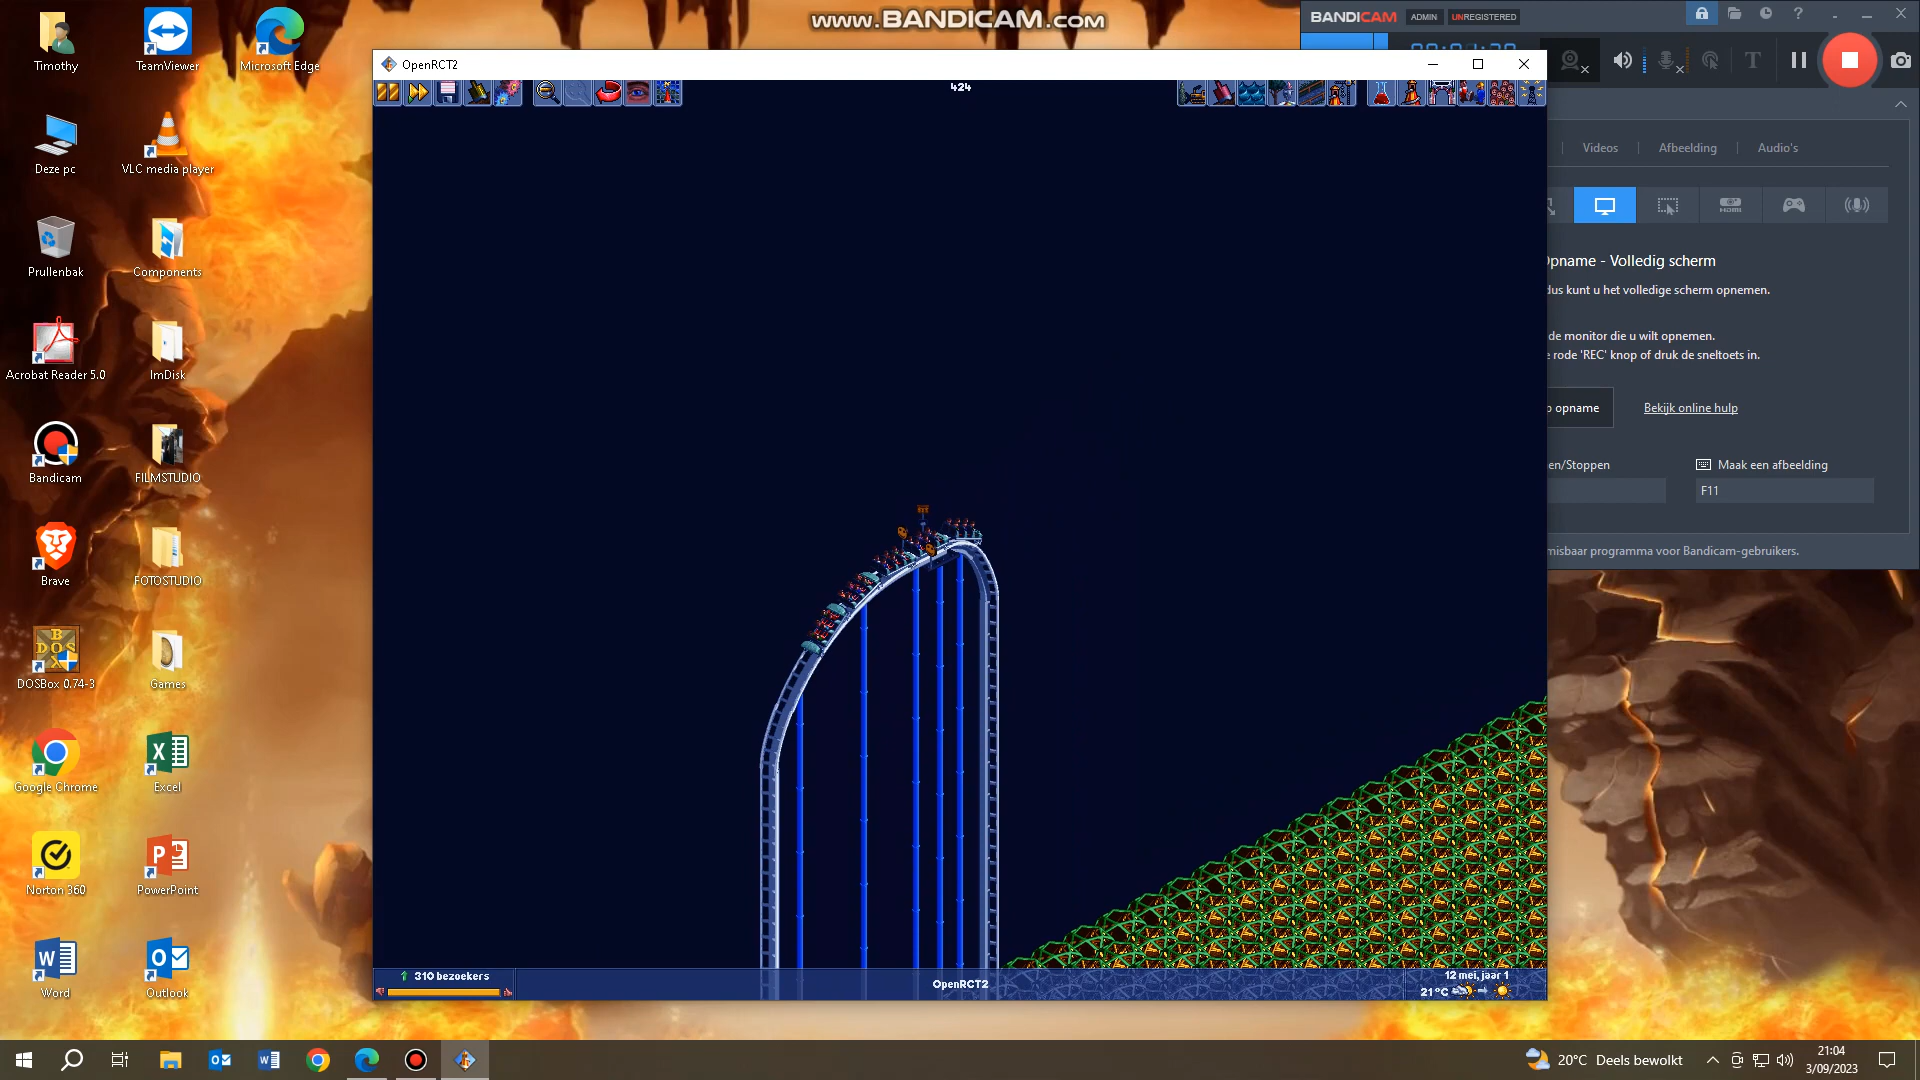 www.BANDICAM.com
BANDICAM
ADMIN
UNREGISTERED
Timothy
TeamViewer
Microsoft Edge
OpenRCT2
424
Deze pc
VLC media player
Videos
Afbeelding
Audio's
HDMI
Opname - Volledig scherm
dus kunt u het volledige scherm opnemen.
de monitor die u wilt opnemen.
e rode 'REC' knop of druk de sneltoets in.
Prullenbak
Components
Acrobat Reader 5.0
ImDisk
p opname
Bekijk online hulp
en/Stoppen
Maak een afbeelding
F11
misbaar programma voor Bandicam-gebruikers.
Bandicam
FILMSTUDIO
Brave
FOTOSTUDIO
DOSBox 0.74-3
Games
Google Chrome
Excel
Norton 360
PowerPoint
Word
Outlook
310 bezoekers
OpenRCT2
12 mei, jaar 1
21°C
20°C Deels bewolkt
21:04
3/09/2023